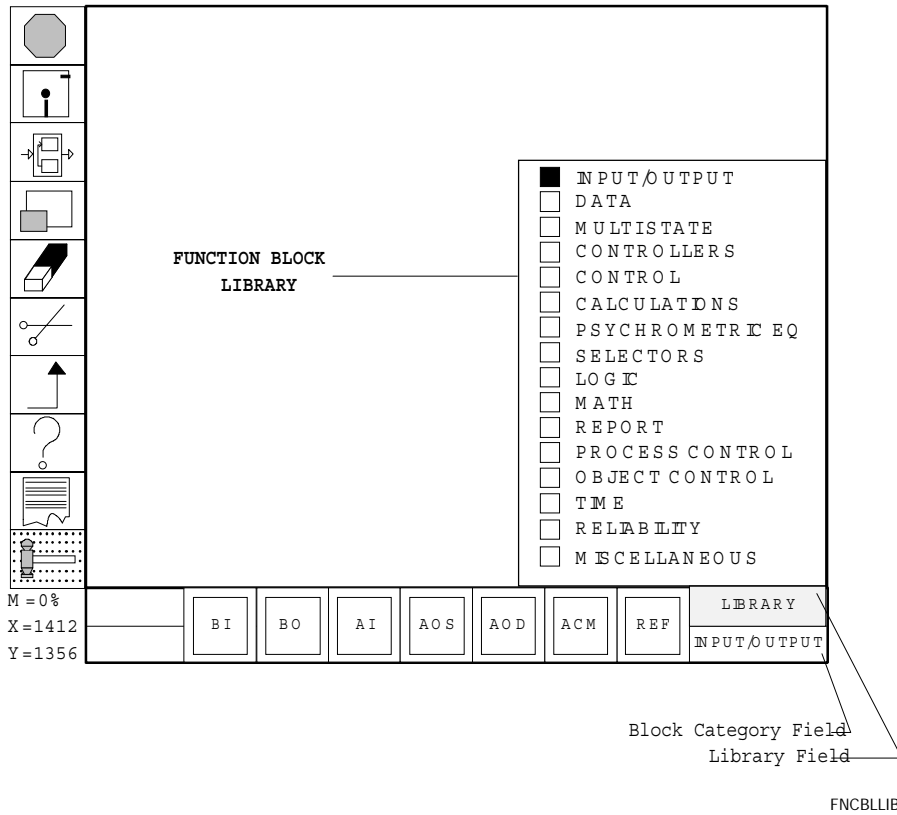 INPUT/OUTPUT
DATA
MULTISTATE
CONTROLLERS
CONTROL
CALCULATIONS
PSYCHROMETRIC EQ
SELECTORS
LOGIC
MATH
REPORT
PROCESS CONTROL
OBJECT CONTROL
TIME
RELIABILITY
MISCELLANEOUS
FUNCTION BLOCK
LIBRARY
M=0%
X=1412
Y=1356
BI BO AI AOS AOD ACM REF
LIBRARY
INPUT/OUTPUT
Block Category Field
Library Field
FNCBLLIB